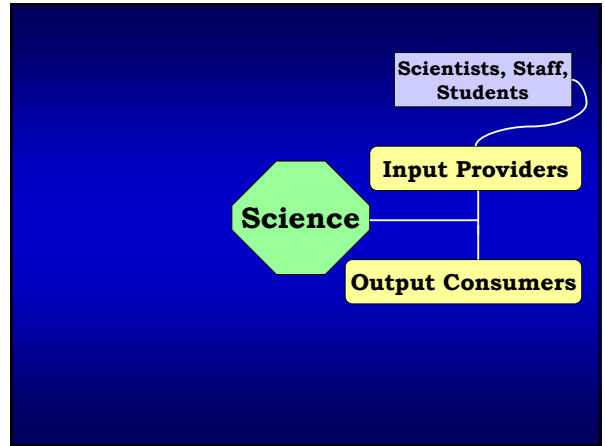 Scientists, Staff,
Students
Input Providers
Science
Output Consumers